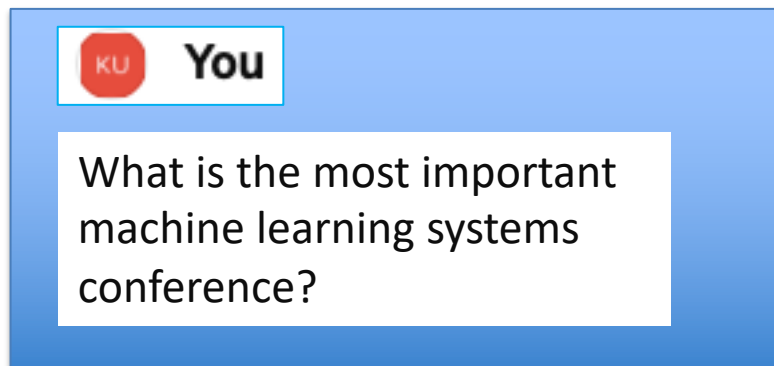 KU You
What is the most important
machine learning systems
conference?